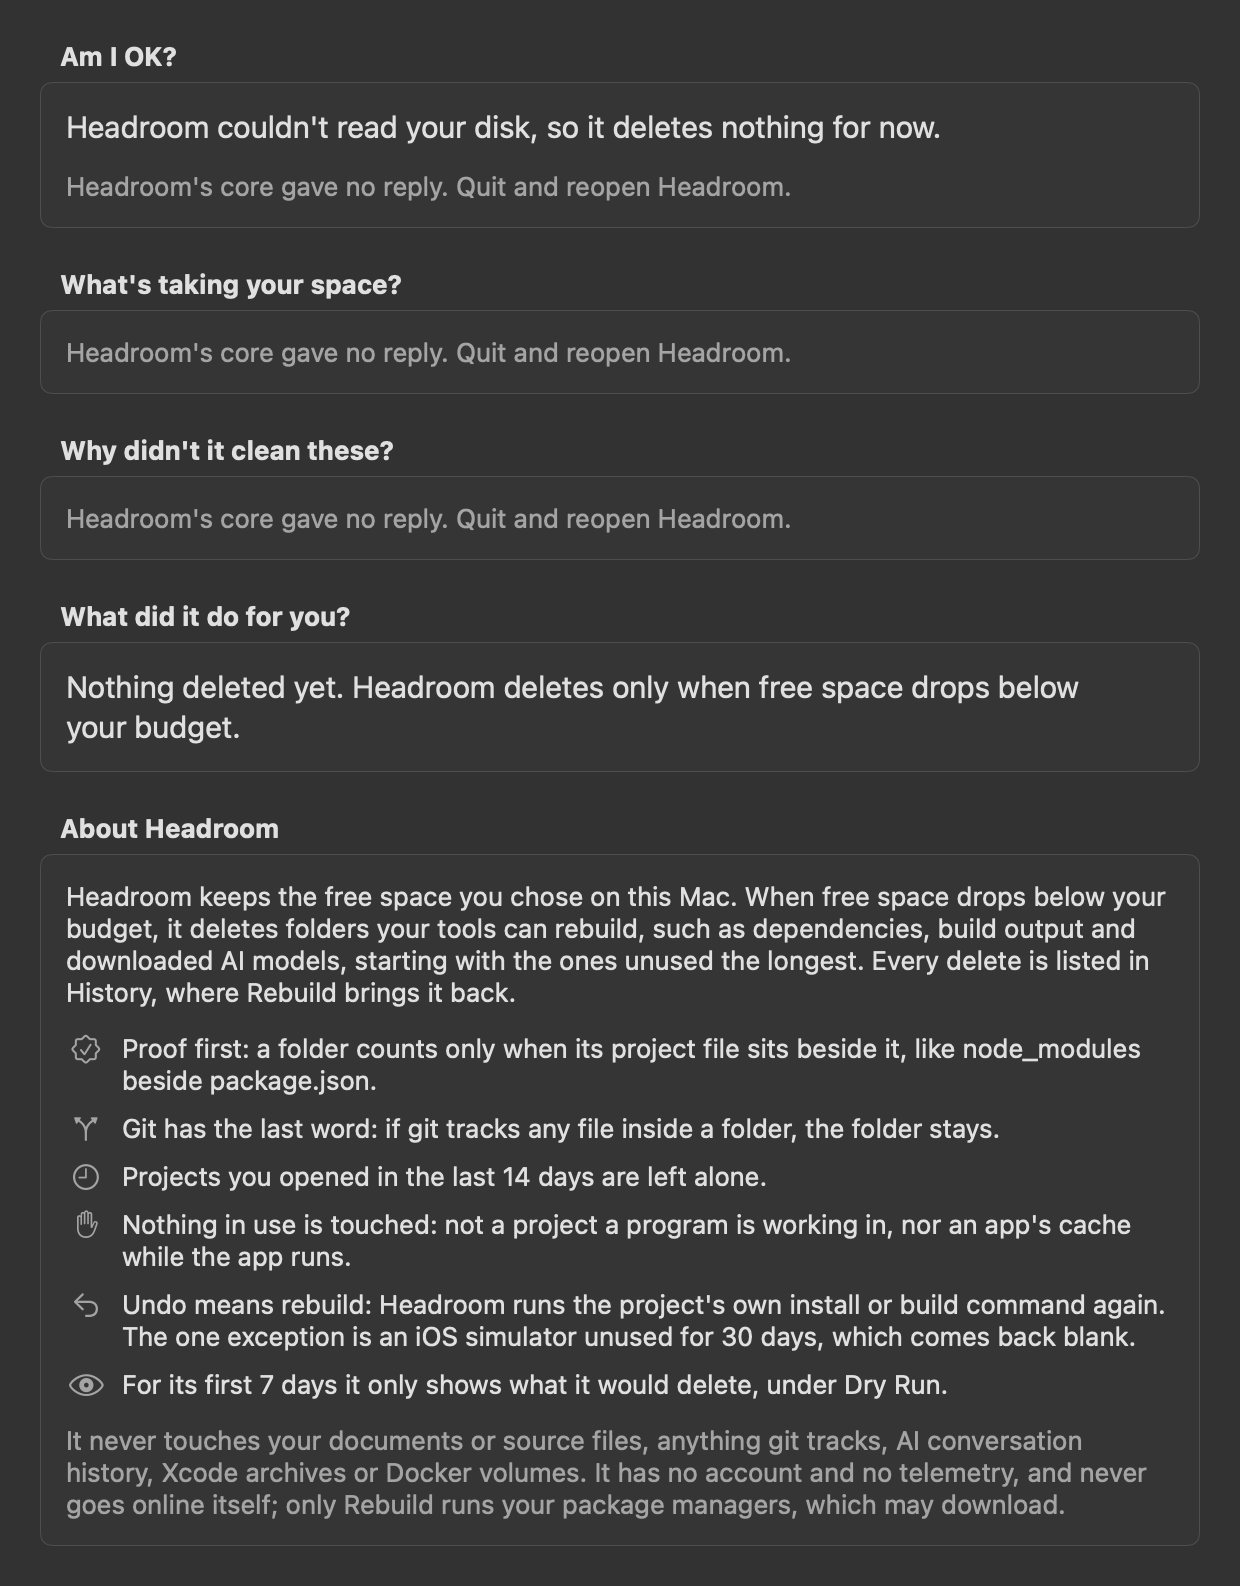 Am I OK?
Headroom couldn't read your disk, so it deletes nothing for now.
Headroom's core gave no reply. Quit and reopen Headroom.
What's taking your space?
Headroom's core gave no reply. Quit and reopen Headroom.
Why didn't it clean these?
Headroom's core gave no reply. Quit and reopen Headroom.
What did it do for you?
Nothing deleted yet. Headroom deletes only when free space drops below
your budget.
About Headroom
Headroom keeps the free space you chose on this Mac. When free space drops below your
budget, it deletes folders your tools can rebuild, such as dependencies, build output and
downloaded AI models, starting with the ones unused the longest. Every delete is listed in
History, where Rebuild brings it back.
Proof first: a folder counts only when its project file sits beside it, like node_modules
beside package.json.
Git has the last word: if git tracks any file inside a folder, the folder stays.
Projects you opened in the last 14 days are left alone.
Nothing in use is touched: not a project a program is working in, nor an app's cache
while the app runs.
Undo means rebuild: Headroom runs the project's own install or build command again.
The one exception is an iOS simulator unused for 30 days, which comes back blank.
For its first 7 days it only shows what it would delete, under Dry Run.
It never touches your documents or source files, anything git tracks, AI conversation
history, Xcode archives or Docker volumes. It has no account and no telemetry, and never
goes online itself; only Rebuild runs your package managers, which may download.